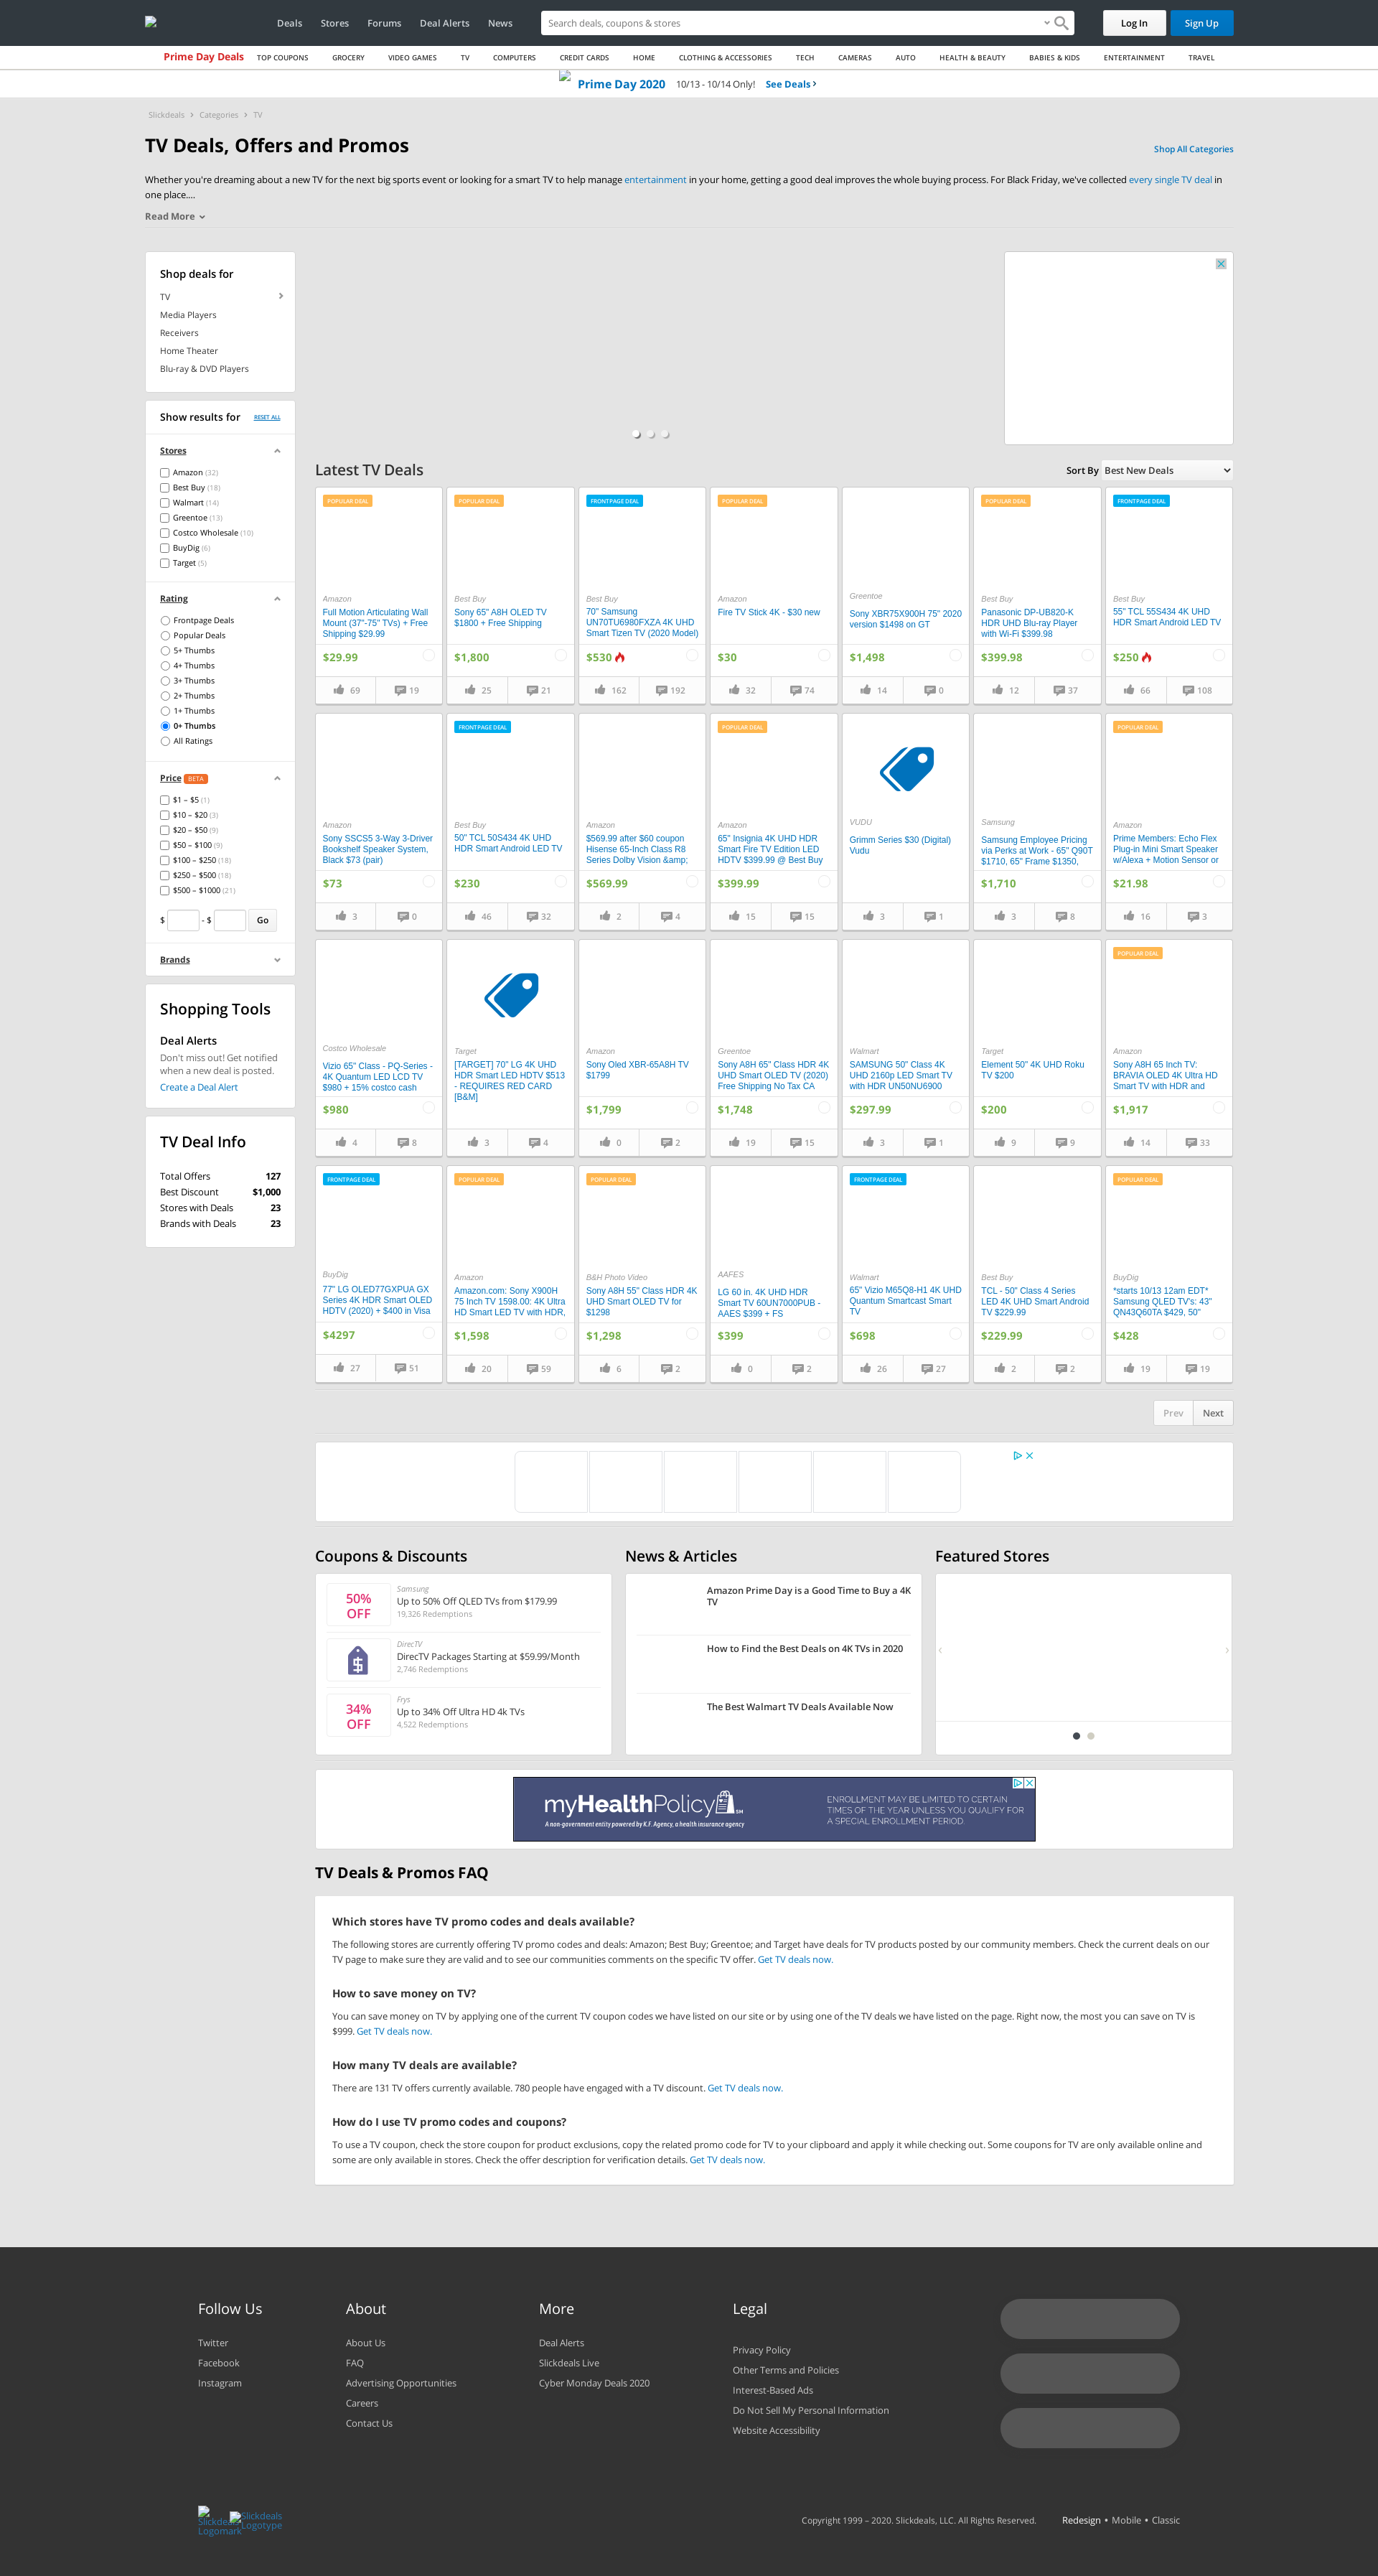 Deals
Stores
Forums
Deal Alerts
News
Search deals, coupons & stores
Log In
Sign Up
Prime Day Deals
TOP COUPONS
GROCERY
VIDEO GAMES
TV
COMPUTERS
CREDIT CARDS
HOME
CLOTHING & ACCESSORIES
TECH
CAMERAS
AUTO
HEALTH & BEAUTY
BABIES & KIDS
ENTERTAINMENT
TRAVEL
Prime Day 2020 10/13 - 10/14 Only! See Deals
Slickdeals > Categories > TV
TV Deals, Offers and Promos
Shop All Categories
Whether you're dreaming about a new TV for the next big sports event or looking for a smart TV to help manage entertainment in your home, getting a good deal improves the whole buying process. For Black Friday, we've collected every single TV deal in
one place....
Read More
Shop deals for
TV
Media Players
Receivers
Home Theater
Blu-ray & DVD Players
Show results for RESET ALL
Stores
Amazon (32)
Best Buy (18)
Walmart (14)
Greentoe (13)
Costco Wholesale (10)
BuyDig (6)
Target (5)
Rating
Frontpage Deals
Popular Deals
5+ Thumbs
4+ Thumbs
3+ Thumbs
2+ Thumbs
1+ Thumbs
0+ Thumbs
All Ratings
Price BETA
$1 – $5 (1)
$10 – $20 (3)
$20 – $50 (9)
$50 – $100 (9)
$100 – $250 (18)
$250 – $500 (18)
$500 – $1000 (21)
$ - $ Go
Brands
Shopping Tools
Deal Alerts
Don't miss out! Get notified
when a new deal is posted.
Create a Deal Alert
TV Deal Info
Total Offers 127
Best Discount $1,000
Stores with Deals 23
Brands with Deals 23
Latest TV Deals
Sort By Best New Deals
POPULAR DEAL
Amazon
Full Motion Articulating Wall
Mount (37"-75" TVs) + Free
Shipping $29.99
$29.99
69 19
POPULAR DEAL
Best Buy
Sony 65" A8H OLED TV
$1800 + Free Shipping
$1,800
25 21
FRONTPAGE DEAL
Best Buy
70" Samsung
UN70TU6980FXZA 4K UHD
Smart Tizen TV (2020 Model)
$530
162 192
POPULAR DEAL
Amazon
Fire TV Stick 4K - $30 new
$30
32 74
Greentoe
Sony XBR75X900H 75" 2020
version $1498 on GT
$1,498
14 0
POPULAR DEAL
Best Buy
Panasonic DP-UB820-K
HDR UHD Blu-ray Player
with Wi-Fi $399.98
$399.98
12 37
FRONTPAGE DEAL
Best Buy
55" TCL 55S434 4K UHD
HDR Smart Android LED TV
$250
66 108
Amazon
Sony SSCS5 3-Way 3-Driver
Bookshelf Speaker System,
Black $73 (pair)
$73
3 0
FRONTPAGE DEAL
Best Buy
50" TCL 50S434 4K UHD
HDR Smart Android LED TV
$230
46 32
Amazon
$569.99 after $60 coupon
Hisense 65-Inch Class R8
Series Dolby Vision &amp;
$569.99
2 4
POPULAR DEAL
Amazon
65" Insignia 4K UHD HDR
Smart Fire TV Edition LED
HDTV $399.99 @ Best Buy
$399.99
15 15
VUDU
Grimm Series $30 (Digital)
Vudu
3 1
Samsung
Samsung Employee Pricing
via Perks at Work - 65" Q90T
$1710, 65" Frame $1350,
$1,710
3 8
POPULAR DEAL
Amazon
Prime Members: Echo Flex
Plug-in Mini Smart Speaker
w/Alexa + Motion Sensor or
$21.98
16 3
Costco Wholesale
Vizio 65" Class - PQ-Series -
4K Quantum LED LCD TV
$980 + 15% costco cash
$980
4 8
Target
[TARGET] 70" LG 4K UHD
HDR Smart LED HDTV $513
- REQUIRES RED CARD
[B&M]
3 4
Amazon
Sony Oled XBR-65A8H TV
$1799
$1,799
0 2
Greentoe
Sony A8H 65" Class HDR 4K
UHD Smart OLED TV (2020)
Free Shipping No Tax CA
$1,748
19 15
Walmart
SAMSUNG 50" Class 4K
UHD 2160p LED Smart TV
with HDR UN50NU6900
$297.99
3 1
Target
Element 50" 4K UHD Roku
TV $200
$200
9 9
POPULAR DEAL
Amazon
Sony A8H 65 Inch TV:
BRAVIA OLED 4K Ultra HD
Smart TV with HDR and
$1,917
14 33
FRONTPAGE DEAL
BuyDig
77" LG OLED77GXPUA GX
Series 4K HDR Smart OLED
HDTV (2020) + $400 in Visa
$4297
27 51
POPULAR DEAL
Amazon
Amazon.com: Sony X900H
75 Inch TV 1598.00: 4K Ultra
HD Smart LED TV with HDR,
$1,598
20 59
POPULAR DEAL
B&H Photo Video
Sony A8H 55" Class HDR 4K
UHD Smart OLED TV for
$1298
$1,298
6 2
AAFES
LG 60 in. 4K UHD HDR
Smart TV 60UN7000PUB -
AAES $399 + FS
$399
0 2
FRONTPAGE DEAL
Walmart
65" Vizio M65Q8-H1 4K UHD
Quantum Smartcast Smart
TV
$698
26 27
Best Buy
TCL - 50" Class 4 Series
LED 4K UHD Smart Android
TV $229.99
$229.99
2 2
POPULAR DEAL
BuyDig
*starts 10/13 12am EDT*
Samsung QLED TV's: 43"
QN43Q60TA $429, 50"
$428
19 19
Prev Next
Coupons & Discounts
50%
OFF
Samsung
Up to 50% Off QLED TVs from $179.99
19,326 Redemptions
DirecTV
DirecTV Packages Starting at $59.99/Month
2,746 Redemptions
34%
OFF
Frys
Up to 34% Off Ultra HD 4k TVs
4,522 Redemptions
News & Articles
Amazon Prime Day is a Good Time to Buy a 4K
TV
How to Find the Best Deals on 4K TVs in 2020
The Best Walmart TV Deals Available Now
Featured Stores
myHealthPolicy SM
A non-government entity powered by K.F. Agency, a health insurance agency
ENROLLMENT MAY BE LIMITED TO CERTAIN
TIMES OF THE YEAR UNLESS YOU QUALIFY FOR
A SPECIAL ENROLLMENT PERIOD.
TV Deals & Promos FAQ
Which stores have TV promo codes and deals available?
The following stores are currently offering TV promo codes and deals: Amazon; Best Buy; Greentoe; and Target have deals for TV products posted by our community members. Check the current deals on our
TV page to make sure they are valid and to see our communities comments on the specific TV offer. Get TV deals now.
How to save money on TV?
You can save money on TV by applying one of the current TV coupon codes we have listed on our site or by using one of the TV deals we have listed on the page. Right now, the most you can save on TV is
$999. Get TV deals now.
How many TV deals are available?
There are 131 TV offers currently available. 780 people have engaged with a TV discount. Get TV deals now.
How do I use TV promo codes and coupons?
To use a TV coupon, check the store coupon for product exclusions, copy the related promo code for TV to your clipboard and apply it while checking out. Some coupons for TV are only available online and
some are only available in stores. Check the offer description for verification details. Get TV deals now.
Follow Us
Twitter
Facebook
Instagram
About
About Us
FAQ
Advertising Opportunities
Careers
Contact Us
More
Deal Alerts
Slickdeals Live
Cyber Monday Deals 2020
Legal
Privacy Policy
Other Terms and Policies
Interest-Based Ads
Do Not Sell My Personal Information
Website Accessibility
Slickdeals
Logomark
Slickdeals
Logotype
Copyright 1999 – 2020. Slickdeals, LLC. All Rights Reserved.
Redesign • Mobile • Classic